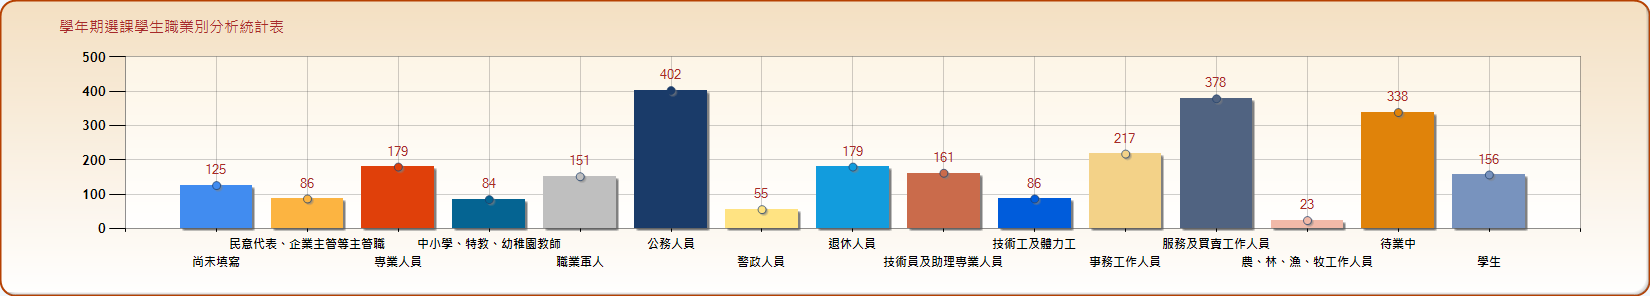 學年期選課學生職業別分析統計表
500
400
300
200
100
0
125
86
179
84
151
402
55
179
161
86
217
378
23
338
156
尚未填寫
民意代表、企業主管等主管職
專業人員
中小學、特教、幼稚園教師
職業軍人
公務人員
警政人員
退休人員
技術員及助理專業人員
技術工及體力工
事務工作人員
服務及買賣工作人員
農、林、漁、牧工作人員
待業中
學生